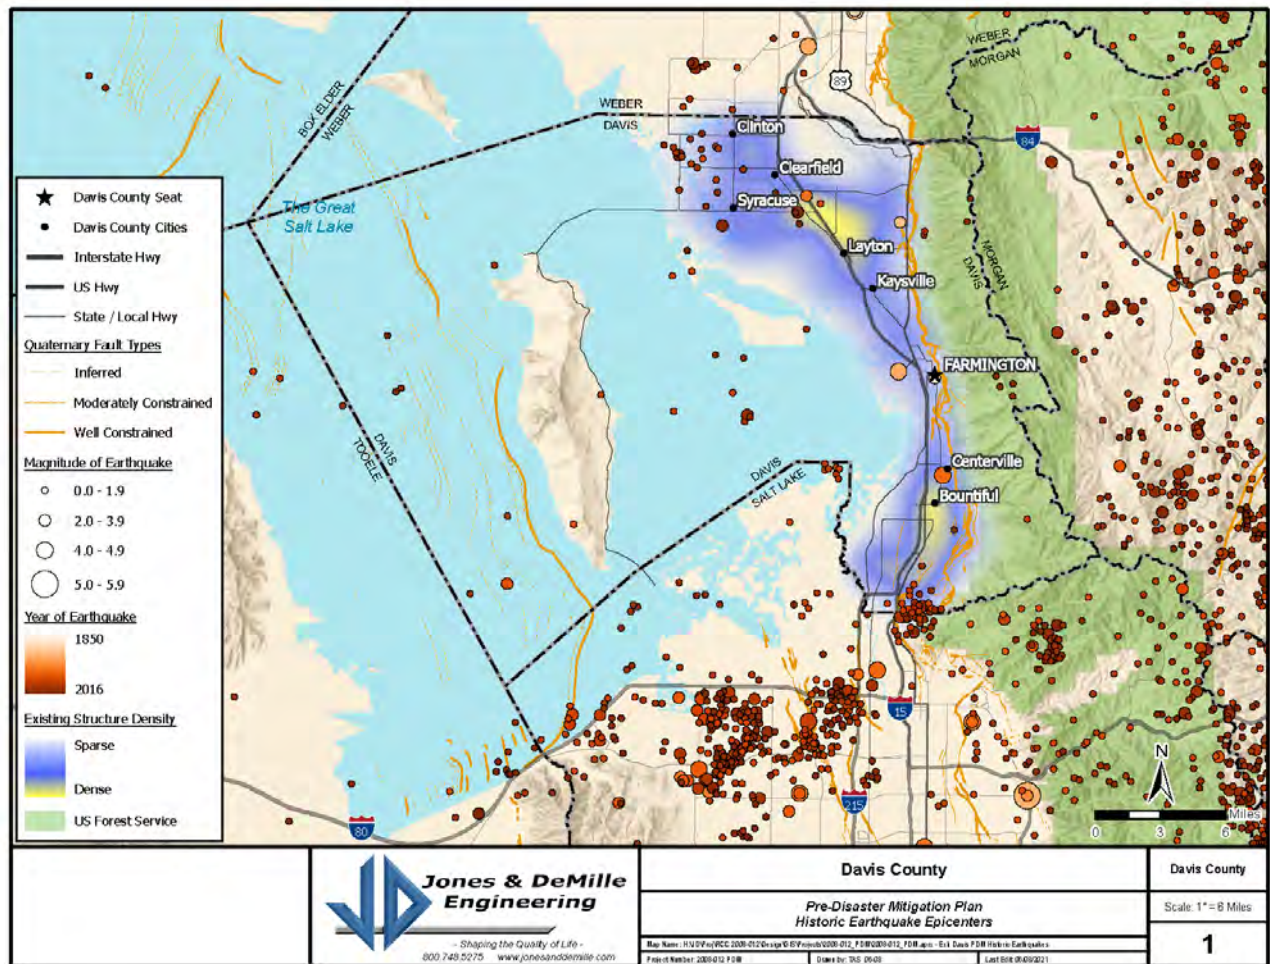 WEBER
MORGAN
89
BOX ELDER
WEBER
WEBER
DAVIS
Clinton
84
Clearfield
The Great
Salt Lake
Syracuse
Layton
MORGAN
DAVIS
Kaysville
FARMINGTON
DAVIS
TOOELE
Centerville
DAVIS
SALT LAKE
Bountiful
15
215
80
N
0 3 6 Miles
Davis County Seat
Davis County Cities
Interstate Hwy
US Hwy
State / Local Hwy
Quaternary Fault Types
Inferred
Moderately Constrained
Well Constrained
Magnitude of Earthquake
0.0 - 1.9
2.0 - 3.9
4.0 - 4.9
5.0 - 5.9
Year of Earthquake
1850
2016
Existing Structure Density
Sparse
Dense
US Forest Service
JD
Jones & DeMille
Engineering
- Shaping the Quality of Life -
800.748.5275 www.jonesanddemille.com
Davis County
Pre-Disaster Mitigation Plan
Historic Earthquake Epicenters
Davis County
Scale: 1" = 6 Miles
1